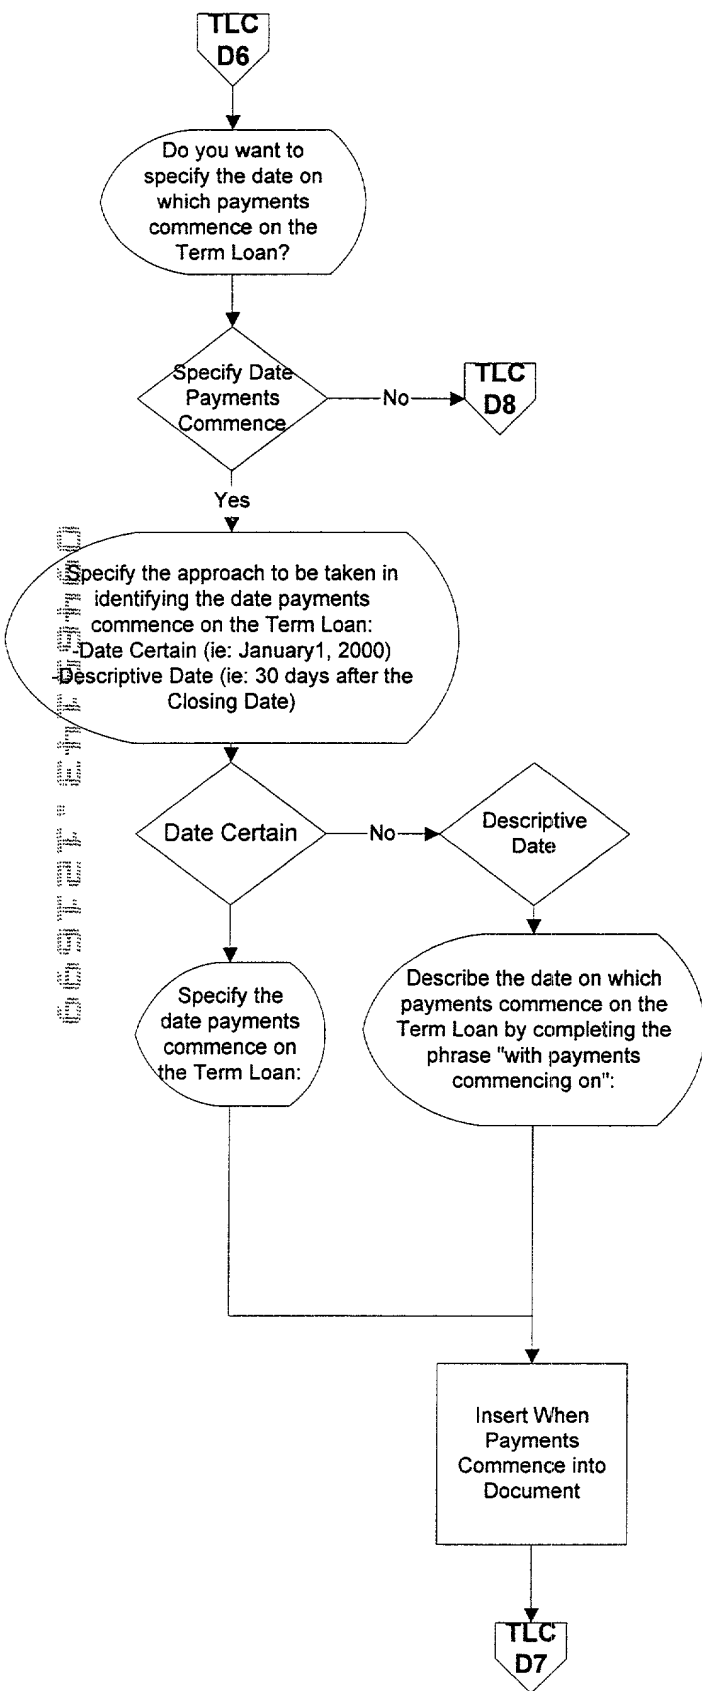 TLC
D6
Do you want to
specify the date on
which payments
commence on the
Term Loan?
Specify Date
Payments
Commence
No
TLC
D8
Yes
Specify the approach to be taken in
identifying the date payments
commence on the Term Loan:
-Date Certain (ie: January1, 2000)
-Descriptive Date (ie: 30 days after the
Closing Date)
Date Certain
No
Descriptive
Date
Specify the
date payments
commence on
the Term Loan:
Describe the date on which
payments commence on the
Term Loan by completing the
phrase "with payments
commencing on":
Insert When
Payments
Commence into
Document
TLC
D7